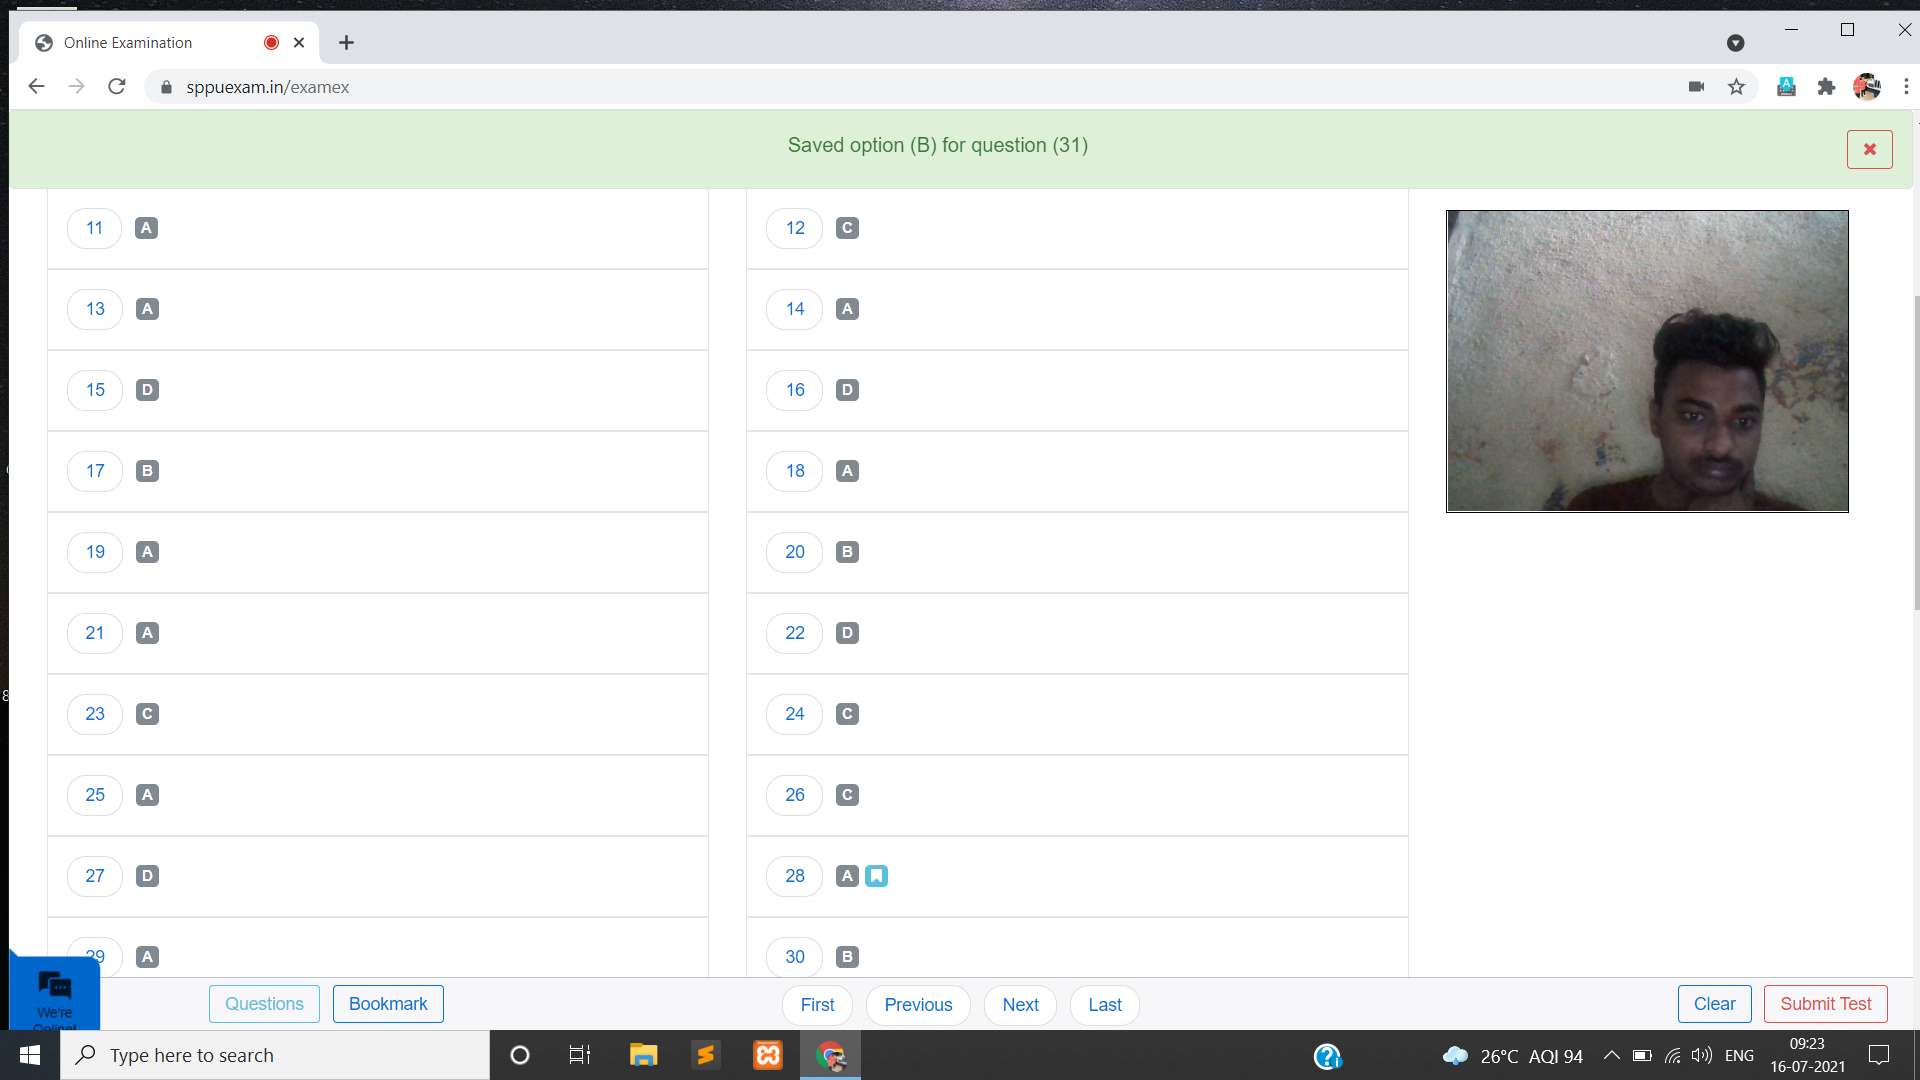 Online Examination
sppuexam.in/examex
Saved option (B) for question (31)
11 A
12 C
13 A
14 A
15 D
16 D
17 B
18 A
19 A
20 B
21 A
22 D
23 C
24 C
25 A
26 C
27 D
28 A
29 A
30 B
We're
Online!
Questions
Bookmark
First
Previous
Next
Last
Clear
Submit Test
Type here to search
26°C AQI 94
ENG
09:23
16-07-2021